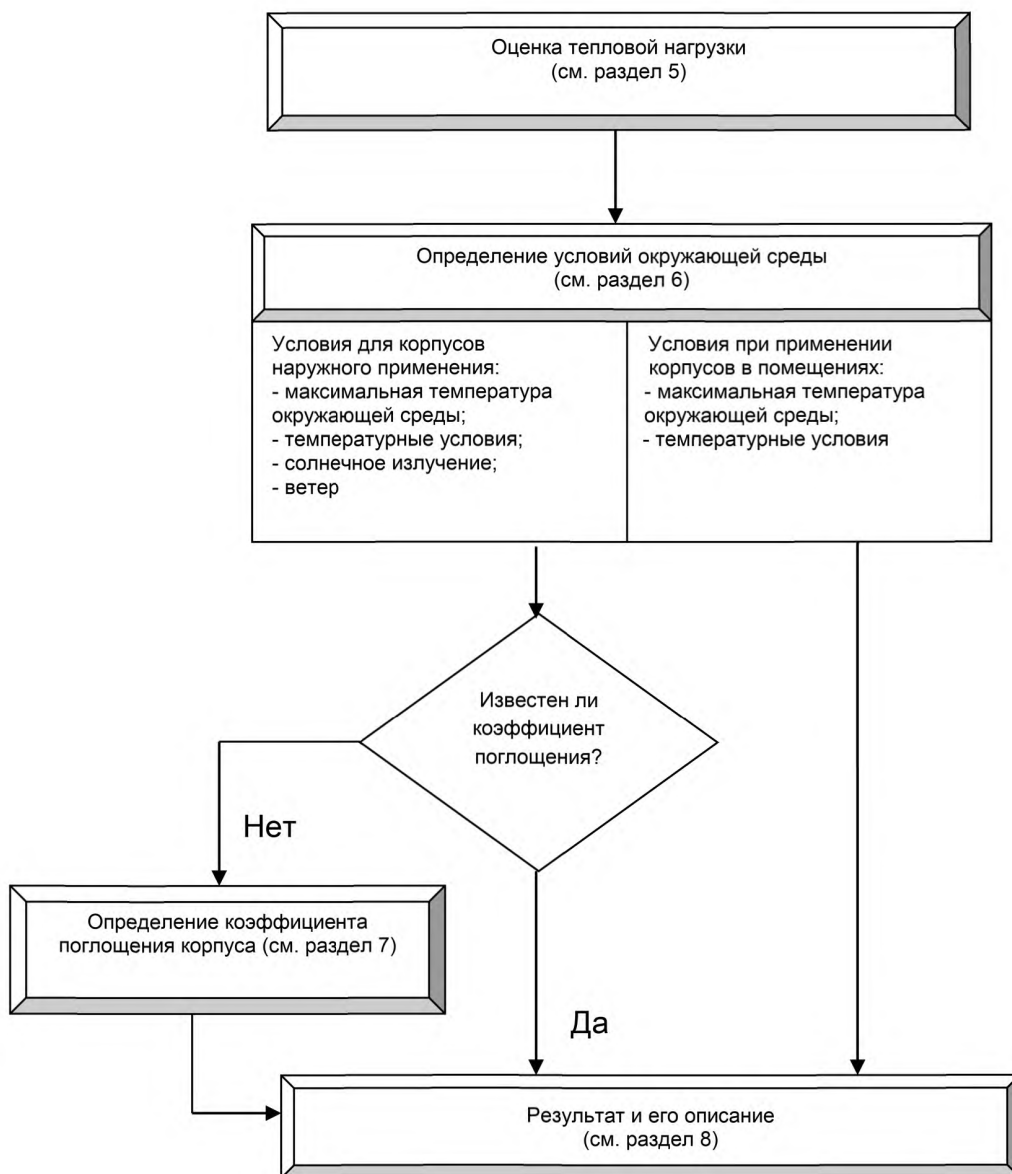 Оценка тепловой нагрузки
(см. раздел 5)
Определение условий окружающей среды
(см. раздел 6)
Условия для корпусов
наружного применения:
- максимальная температура
окружающей среды;
- температурные условия;
- солнечное излучение;
- ветер
Условия при применении
корпусов в помещениях:
- максимальная температура
окружающей среды;
- температурные условия
Известен ли
коэффициент
поглощения?
Нет
Определение коэффициента
поглощения корпуса (см. раздел 7)
Да
Результат и его описание
(см. раздел 8)